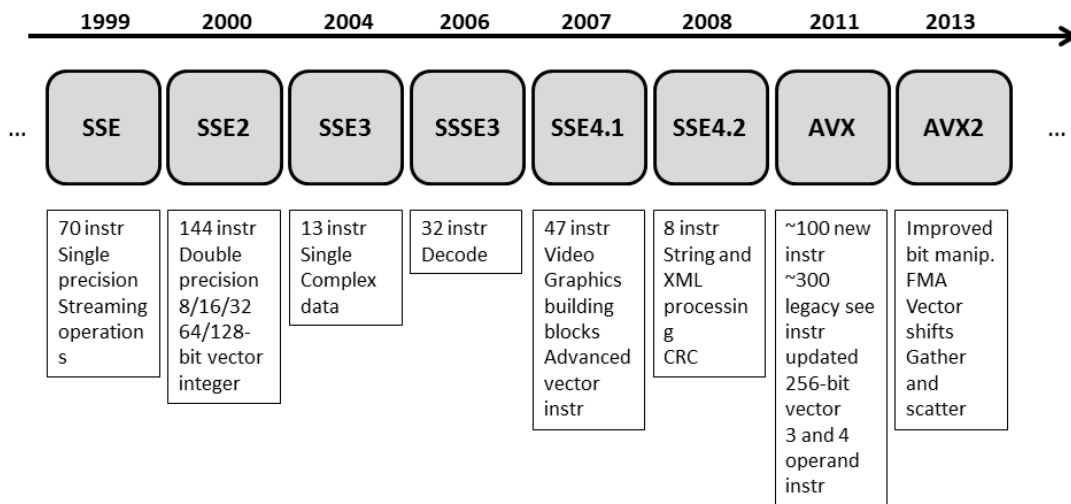 1999 2000 2004 2006 2007 2008 2011 2013
... SSE SSE2 SSE3 SSSE3 SSE4.1 SSE4.2 AVX AVX2 ...
70 instr
Single
precision
Streaming
operation
s
144 instr
Double
precision
8/16/32
64/128-
bit vector
integer
13 instr
Single
Complex
data
32 instr
Decode
47 instr
Video
Graphics
building
blocks
Advanced
vector
instr
8 instr
String and
XML
processin
g
CRC
~100 new
instr
~300
legacy see
instr
updated
256-bit
vector
3 and 4
operand
instr
Improved
bit manip.
FMA
Vector
shifts
Gather
and
scatter